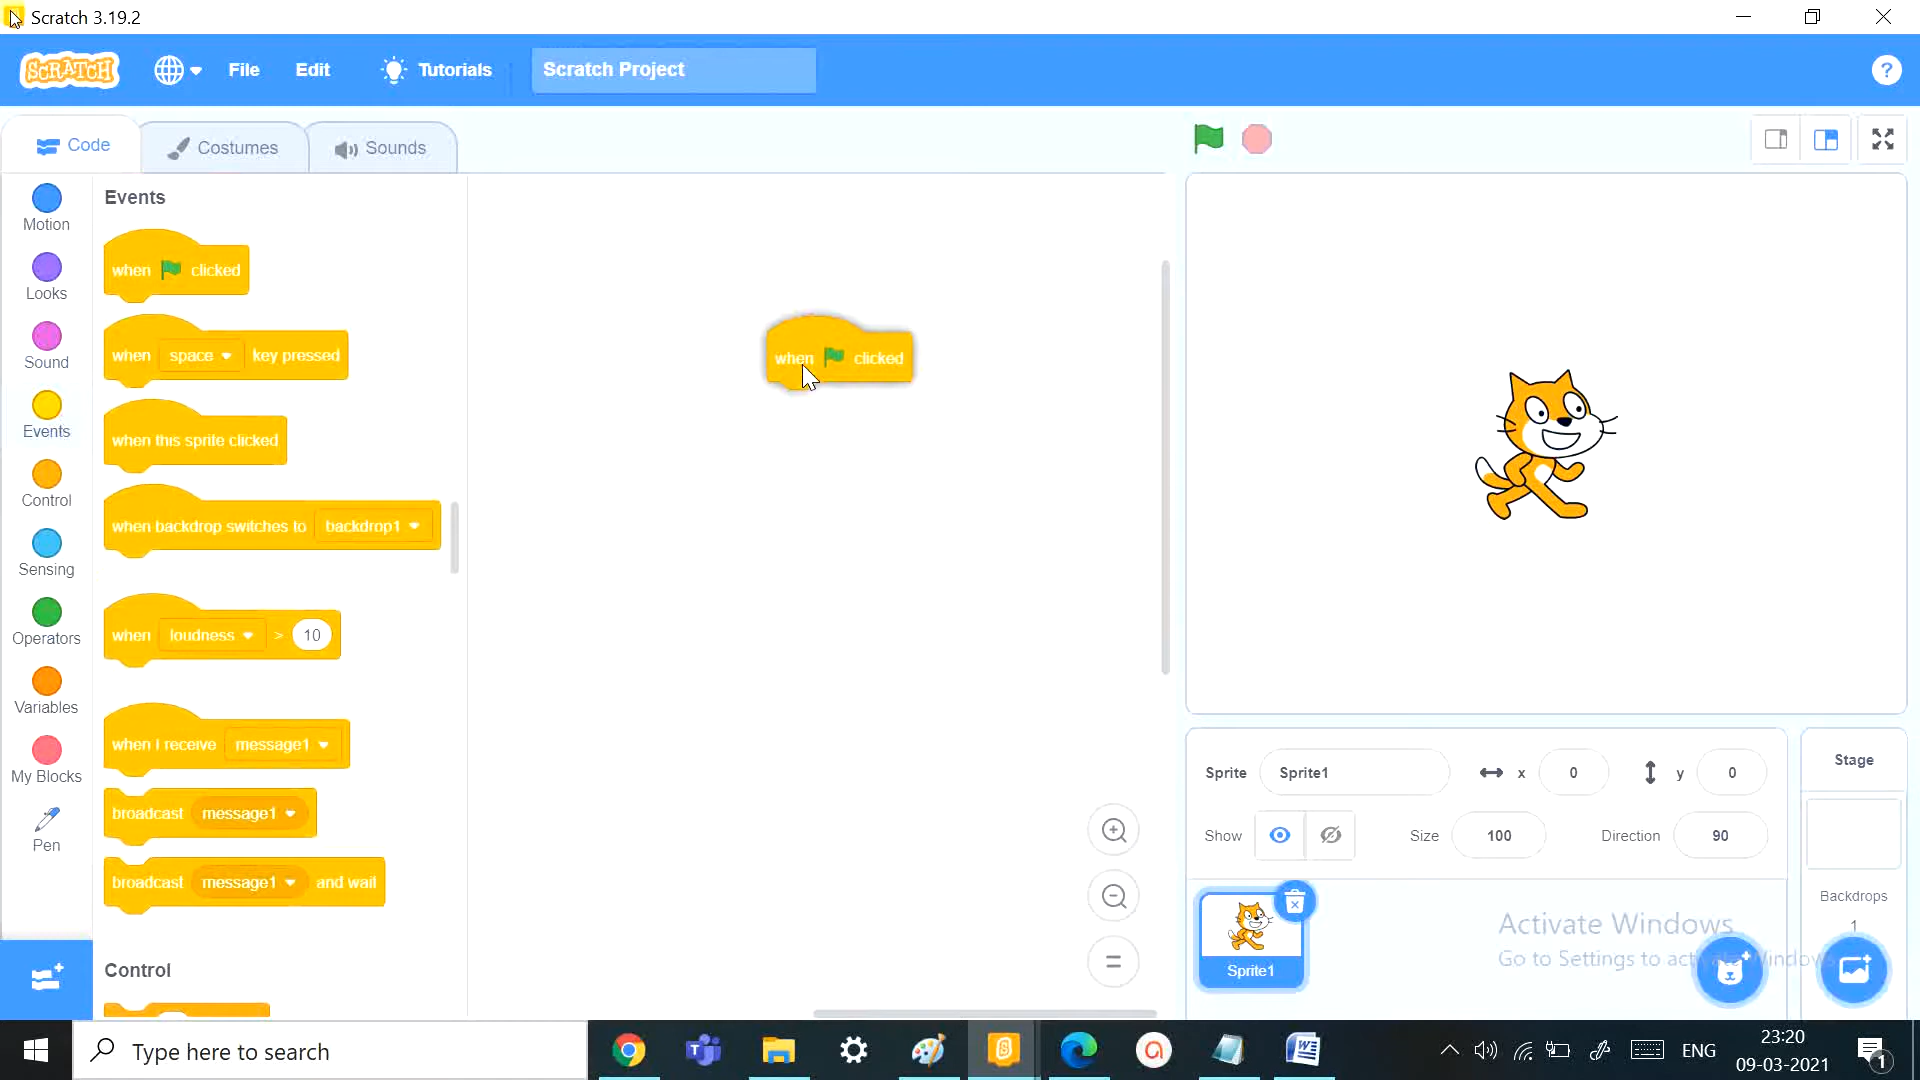 Scratch 3.19.2
SCRATCH
File
Edit
Tutorials
Scratch Project
?
Code
Costumes
Sounds
Motion
Looks
Sound
Events
Control
Sensing
Operators
Variables
My Blocks
Pen
Events
when clicked
when space key pressed
when this sprite clicked
when backdrop switches to backdrop1
when loudness > 10
when I receive message1
broadcast message1
broadcast message1 and wait
Control
when clicked
Sprite Sprite1 x 0 y 0
Show Size 100 Direction 90
Sprite1
Stage
Backdrops
1
Activate Windows
Go to Settings to activate Windows
Type here to search
ENG
23:20
09-03-2021
1